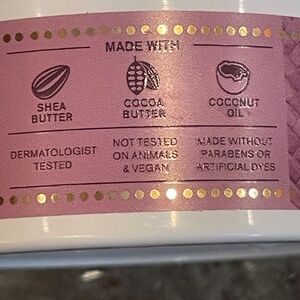 MADE WITH
SHEA
BUTTER
COCOA
BUTTER
COCONUT
OIL
DERMATOLOGIST
TESTED
NOT TESTED
ON ANIMALS
& VEGAN
MADE WITHOUT
PARABENS OR
ARTIFICIAL DYES